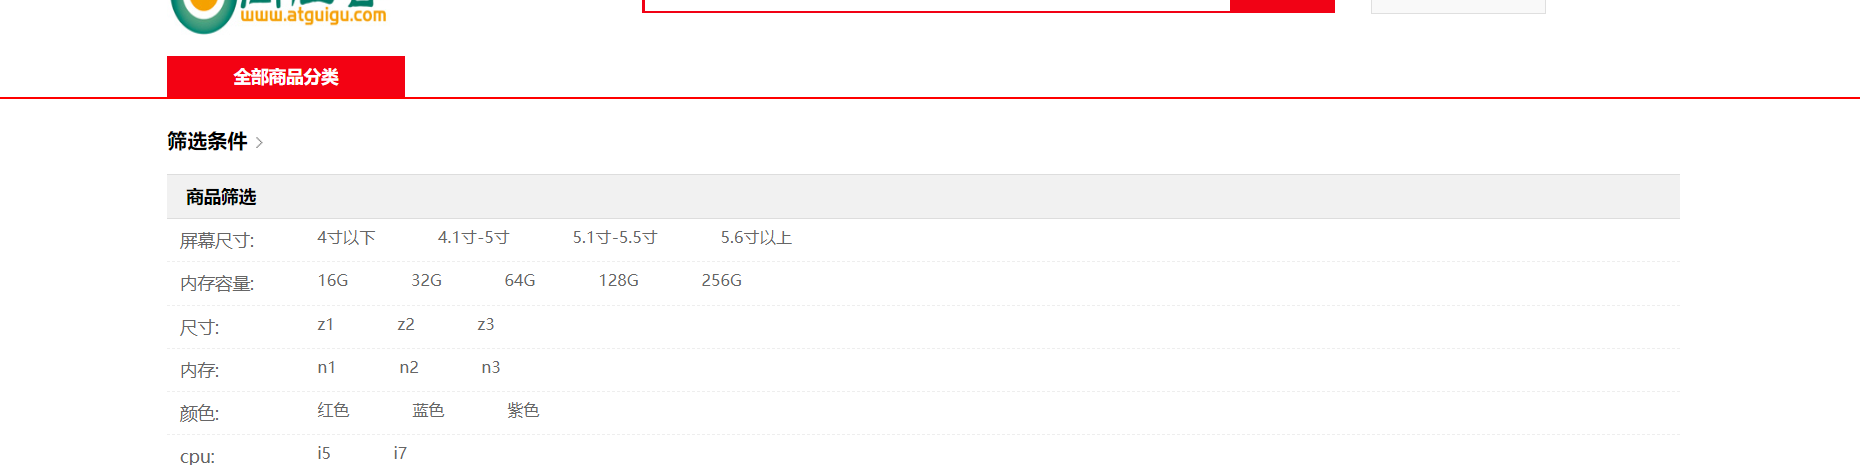 www.atguigu.com
全部商品分类
筛选条件
商品筛选
屏幕尺寸: 4寸以下 4.1寸-5寸 5.1寸-5.5寸 5.6寸以上
内存容量: 16G 32G 64G 128G 256G
尺寸: z1 z2 z3
内存: n1 n2 n3
颜色: 红色 蓝色 紫色
cpu: i5 i7